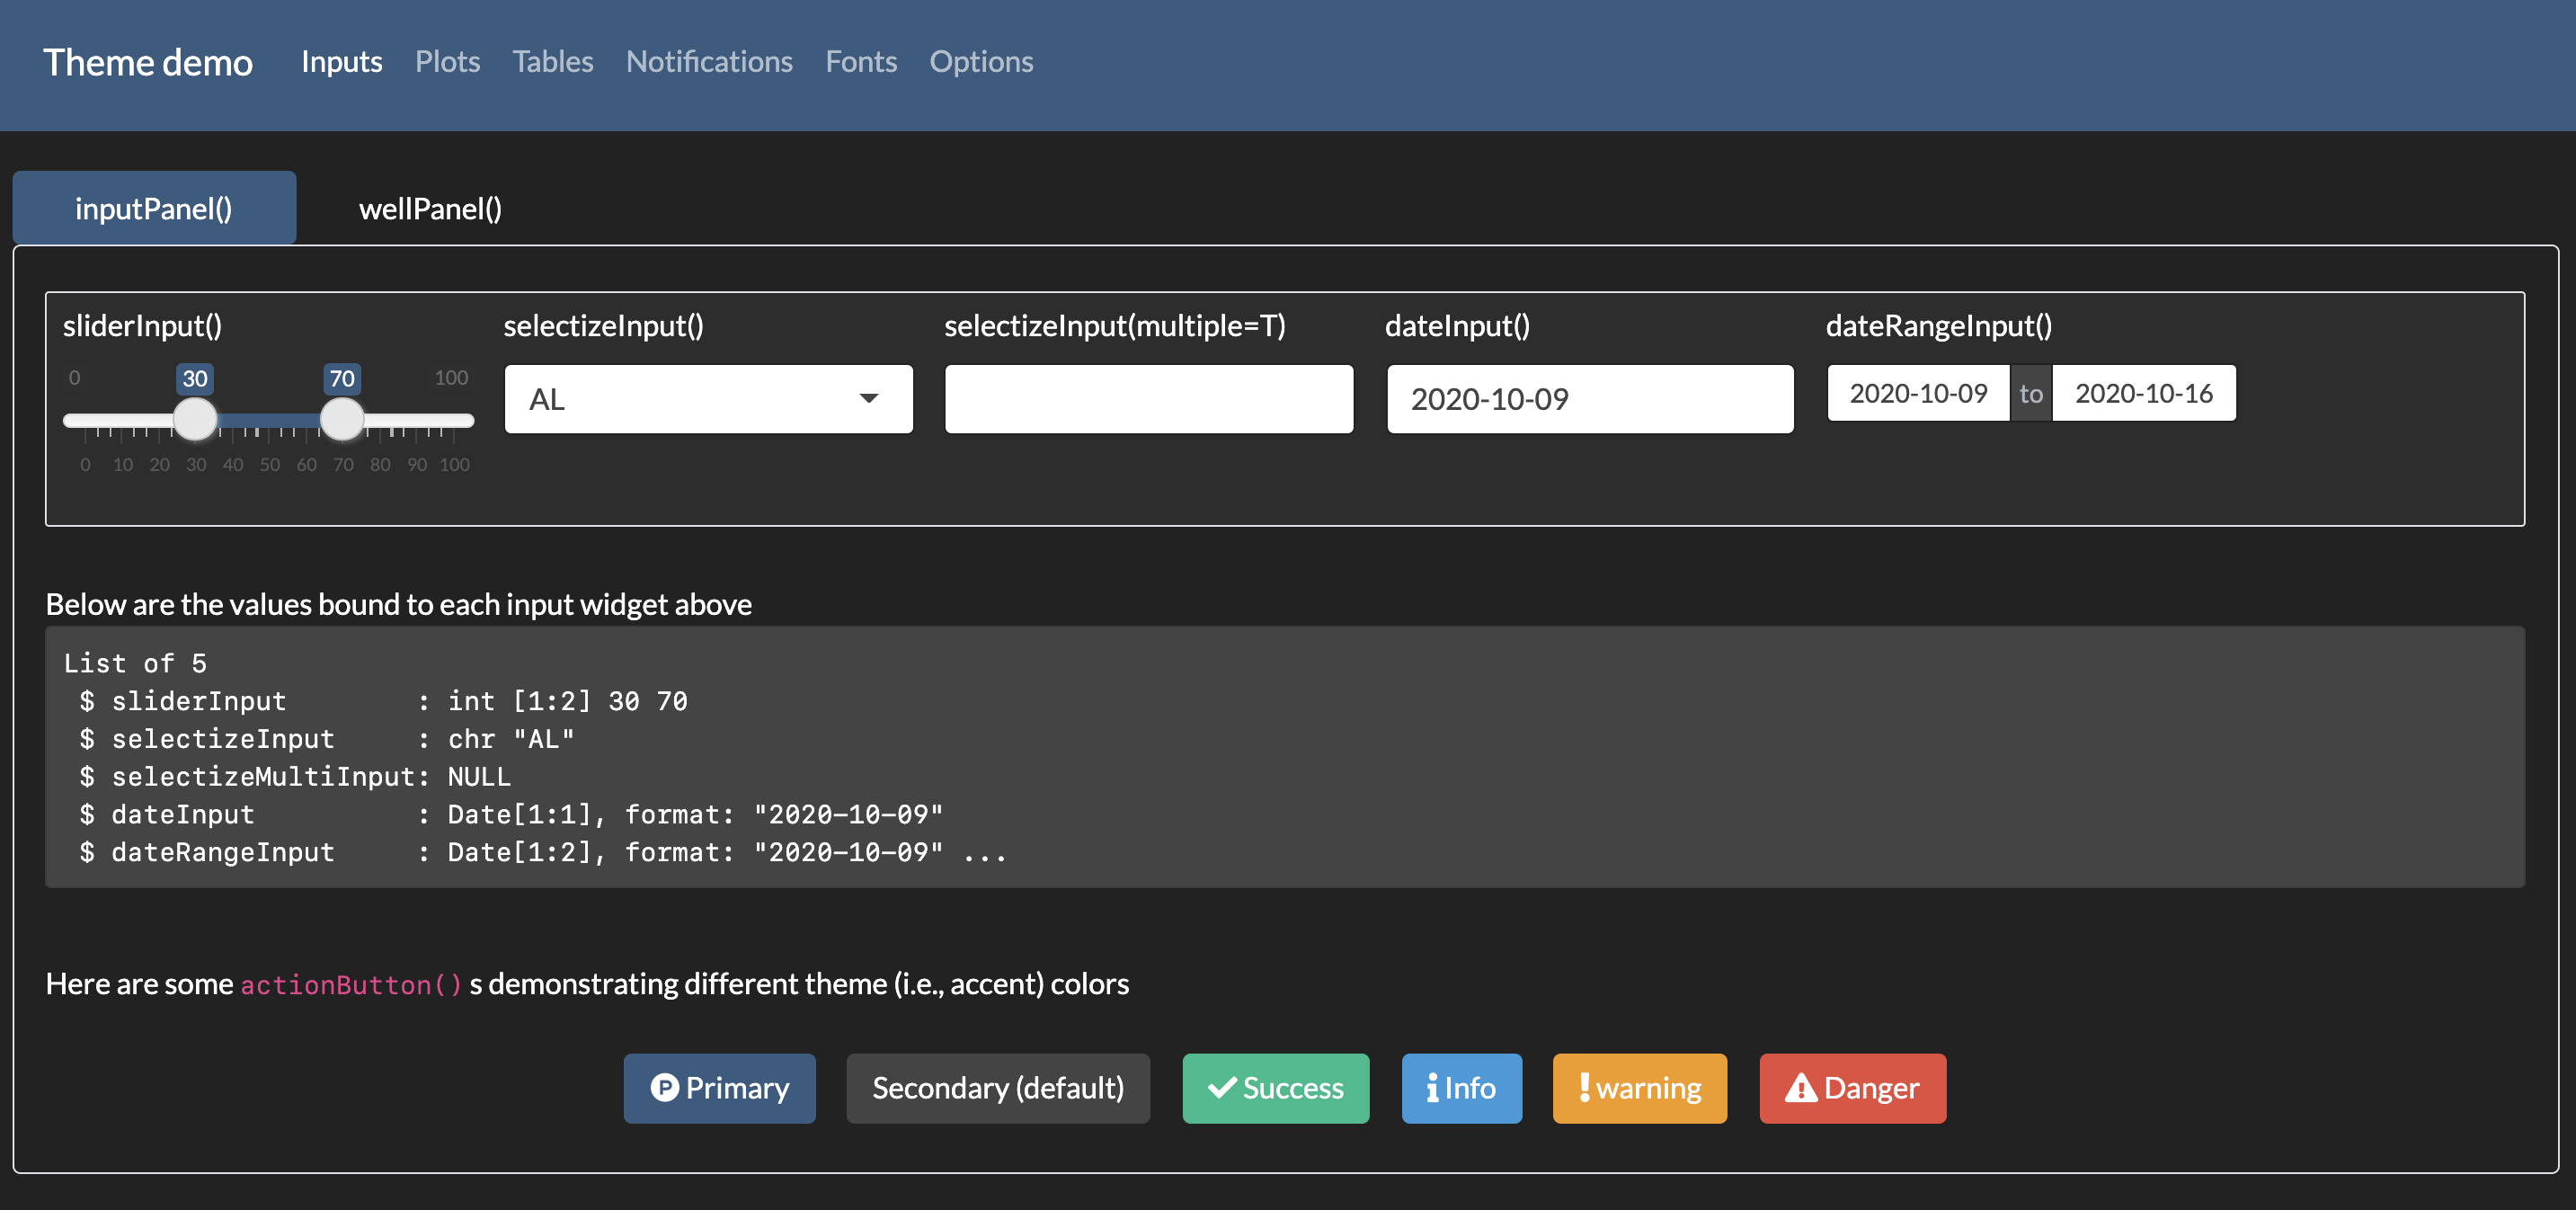 Theme demo Inputs Plots Tables Notifications Fonts Options
inputPanel() wellPanel()
sliderInput() selectizeInput() selectizeInput(multiple=T) dateInput() dateRangeInput()
0 30 70 100
AL 2020-10-09 2020-10-09 to 2020-10-16
0 10 20 30 40 50 60 70 80 90 100
Below are the values bound to each input widget above
List of 5
 $ sliderInput        : int [1:2] 30 70
 $ selectizeInput     : chr "AL"
 $ selectizeMultiInput: NULL
 $ dateInput          : Date[1:1], format: "2020-10-09"
 $ dateRangeInput     : Date[1:2], format: "2020-10-09" ...
Here are some actionButton() s demonstrating different theme (i.e., accent) colors
P Primary Secondary (default) Success Info warning Danger